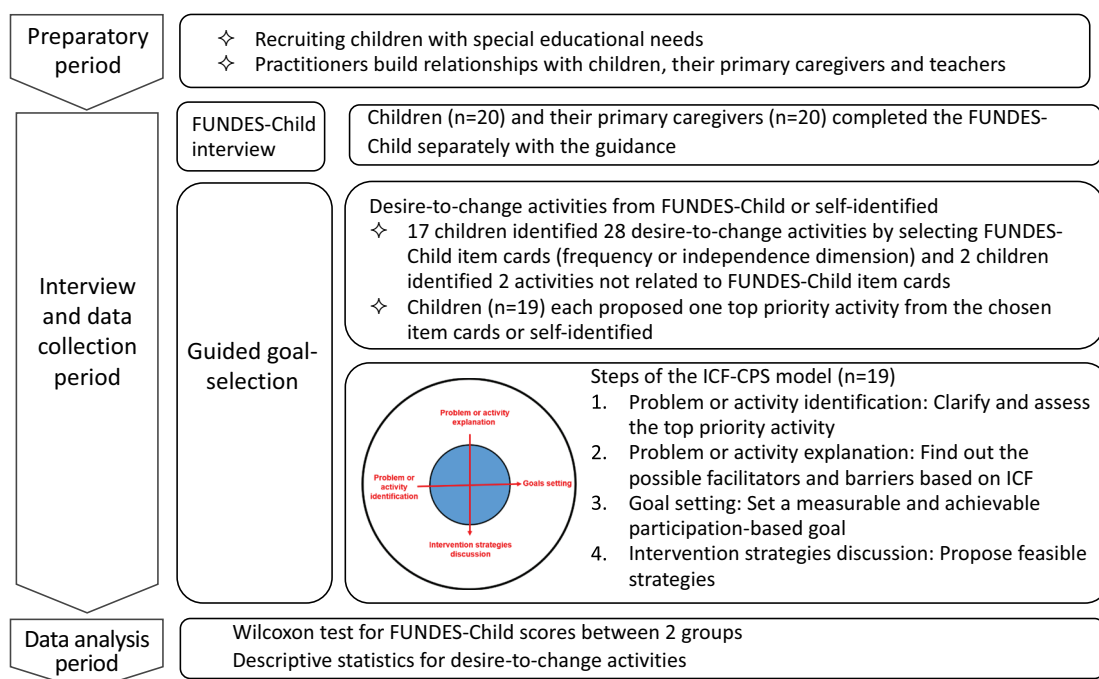 Preparatory
period
✧ Recruiting children with special educational needs
✧ Practitioners build relationships with children, their primary caregivers and teachers
Interview
and data
collection
period
FUNDES-Child
interview
Children (n=20) and their primary caregivers (n=20) completed the FUNDES-
Child separately with the guidance
Guided goal-
selection
Desire-to-change activities from FUNDES-Child or self-identified
✧ 17 children identified 28 desire-to-change activities by selecting FUNDES-
Child item cards (frequency or independence dimension) and 2 children
identified 2 activities not related to FUNDES-Child item cards
✧ Children (n=19) each proposed one top priority activity from the chosen
item cards or self-identified
Problem or activity
explanation
Problem or
activity
identification
Goals setting
Intervention strategies
discussion
Steps of the ICF-CPS model (n=19)
1. Problem or activity identification: Clarify and assess
the top priority activity
2. Problem or activity explanation: Find out the
possible facilitators and barriers based on ICF
3. Goal setting: Set a measurable and achievable
participation-based goal
4. Intervention strategies discussion: Propose feasible
strategies
Data analysis
period
Wilcoxon test for FUNDES-Child scores between 2 groups
Descriptive statistics for desire-to-change activities